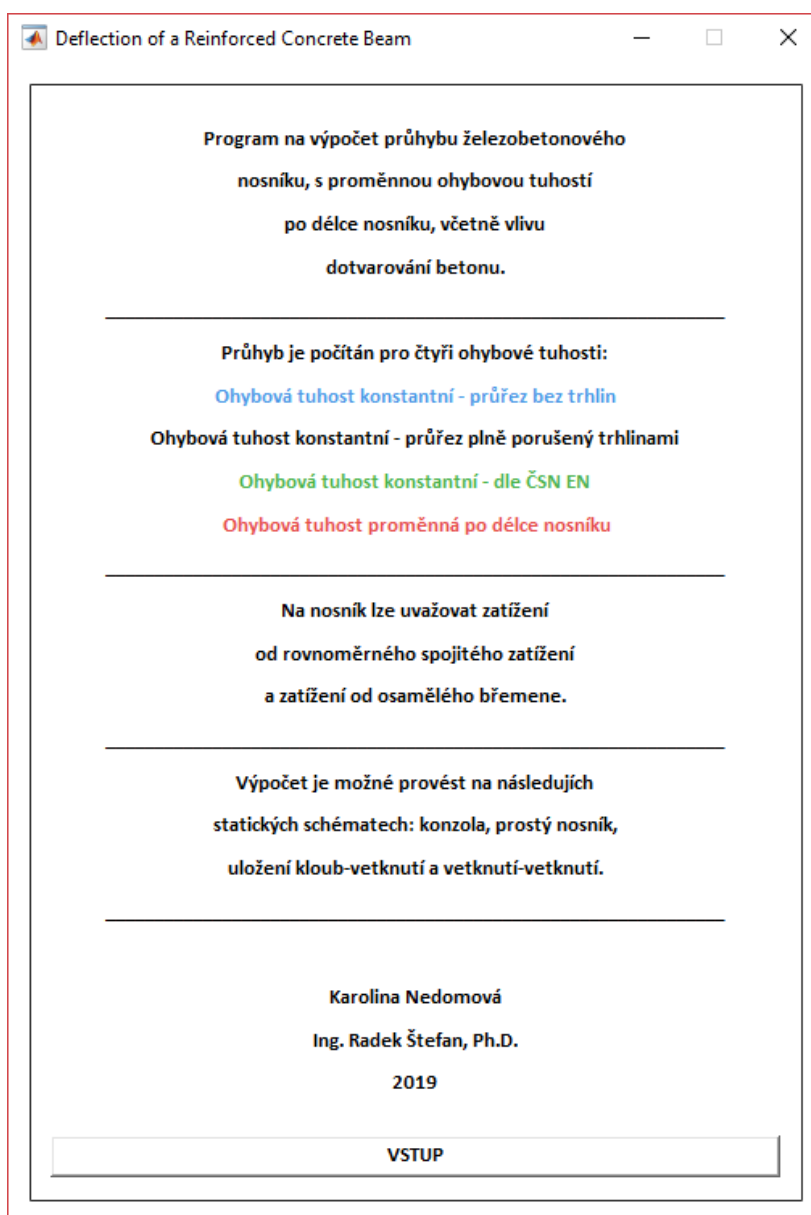 Deflection of a Reinforced Concrete Beam
Program na výpočet průhybu železobetonového
nosníku, s proměnnou ohybovou tuhostí
po délce nosníku, včetně vlivu
dotvarování betonu.
Průhyb je počítán pro čtyři ohybové tuhosti:
Ohybová tuhost konstantní - průřez bez trhlin
Ohybová tuhost konstantní - průřez plně porušený trhlinami
Ohybová tuhost konstantní - dle ČSN EN
Ohybová tuhost proměnná po délce nosníku
Na nosník lze uvažovat zatížení
od rovnoměrného spojitého zatížení
a zatížení od osamělého břemene.
Výpočet je možné provést na následujích
statických schématech: konzola, prostý nosník,
uložení kloub-vetknutí a vetknutí-vetknutí.
Karolina Nedomová
Ing. Radek Štefan, Ph.D.
2019
VSTUP